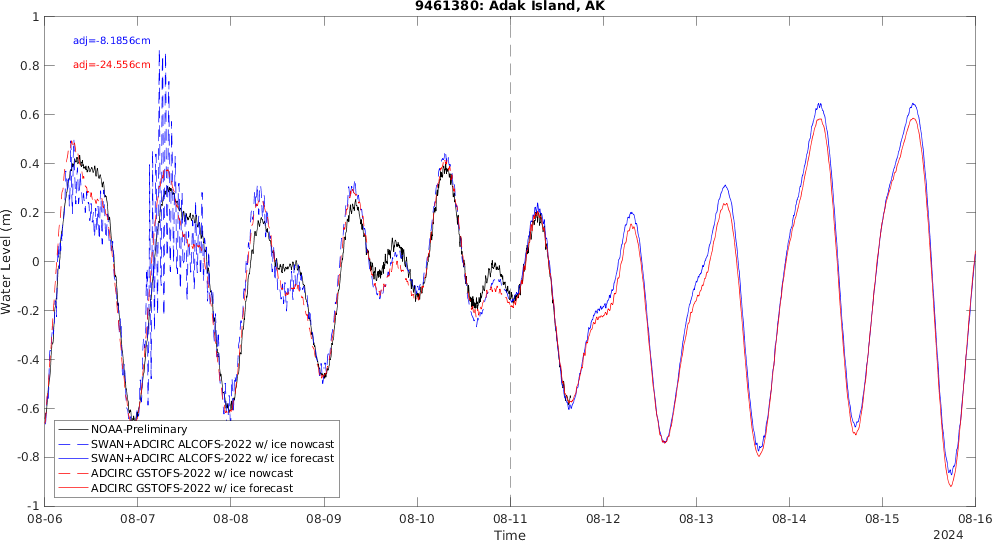 9461380: Adak Island, AK
adj=-8.1856cm
adj=-24.556cm
Water Level (m)
1
0.8
0.6
0.4
0.2
0
-0.2
-0.4
-0.6
-0.8
-1
NOAA-Preliminary
SWAN+ADCIRC ALCOFS-2022 w/ ice nowcast
SWAN+ADCIRC ALCOFS-2022 w/ ice forecast
ADCIRC GSTOFS-2022 w/ ice nowcast
ADCIRC GSTOFS-2022 w/ ice forecast
08-06 08-07 08-08 08-09 08-10 08-11 08-12 08-13 08-14 08-15 08-16
Time
2024